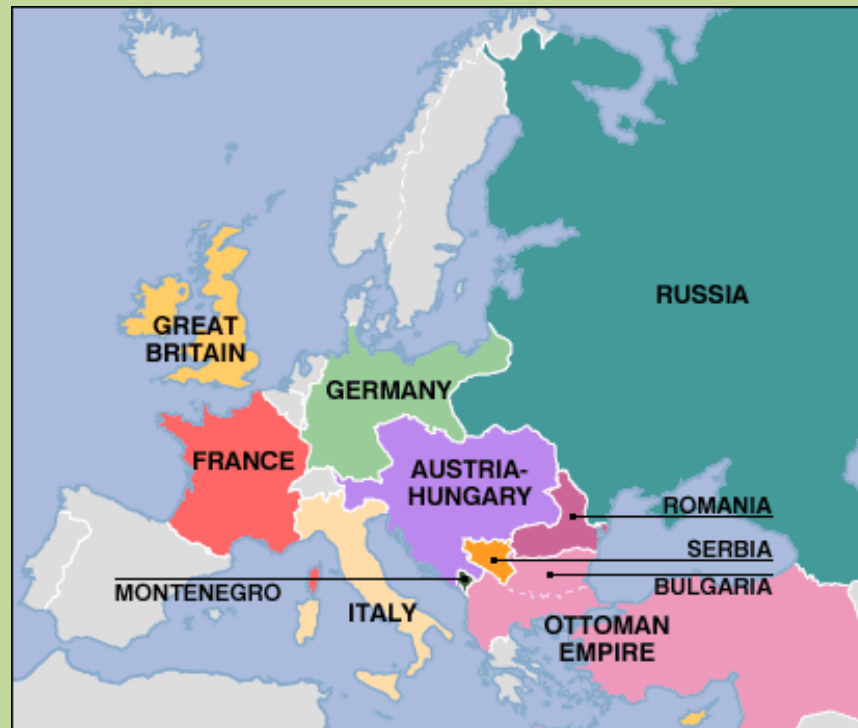 RUSSIA
GREAT
BRITAIN
GERMANY
FRANCE
AUSTRIA-
HUNGARY
ROMANIA
SERBIA
BULGARIA
MONTENEGRO
ITALY
OTTOMAN
EMPIRE